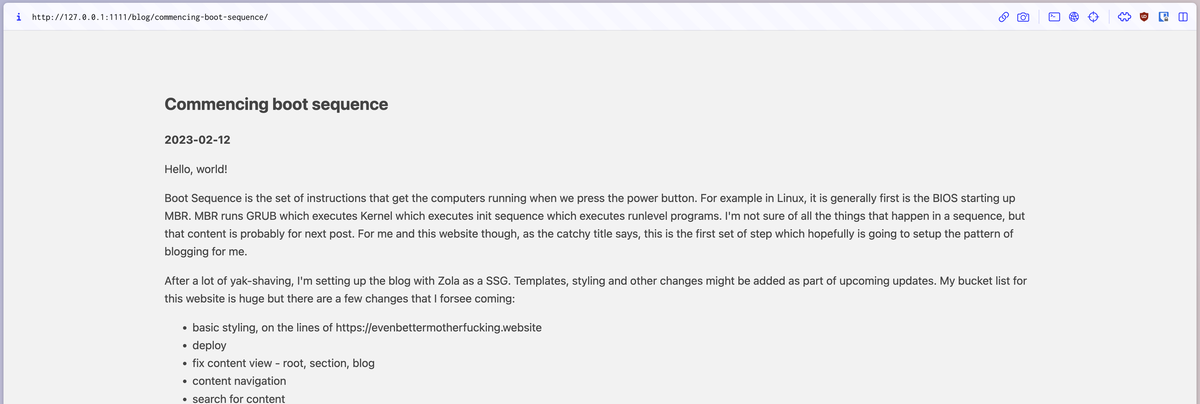 http://127.0.0.1:1111/blog/commencing-boot-sequence/
Commencing boot sequence
2023-02-12
Hello, world!
Boot Sequence is the set of instructions that get the computers running when we press the power button. For example in Linux, it is generally first is the BIOS starting up
MBR. MBR runs GRUB which executes Kernel which executes init sequence which executes runlevel programs. I'm not sure of all the things that happen in a sequence, but
that content is probably for next post. For me and this website though, as the catchy title says, this is the first set of step which hopefully is going to setup the pattern of
blogging for me.
After a lot of yak-shaving, I'm setting up the blog with Zola as a SSG. Templates, styling and other changes might be added as part of upcoming updates. My bucket list for
this website is huge but there are a few changes that I forsee coming:
• basic styling, on the lines of https://evenbettermotherfucking.website
• deploy
• fix content view - root, section, blog
• content navigation
• search for content